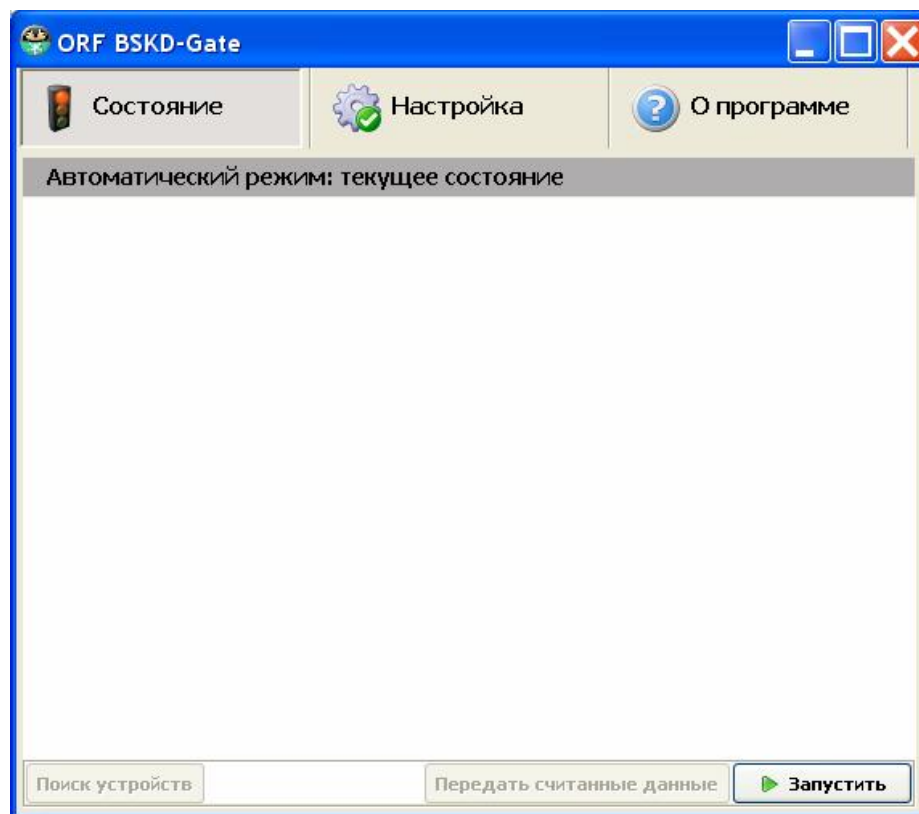 ORF BSKD-Gate
Состояние
Настройка
О программе
Автоматический режим: текущее состояние
Поиск устройств
Передать считанные данные
Запустить